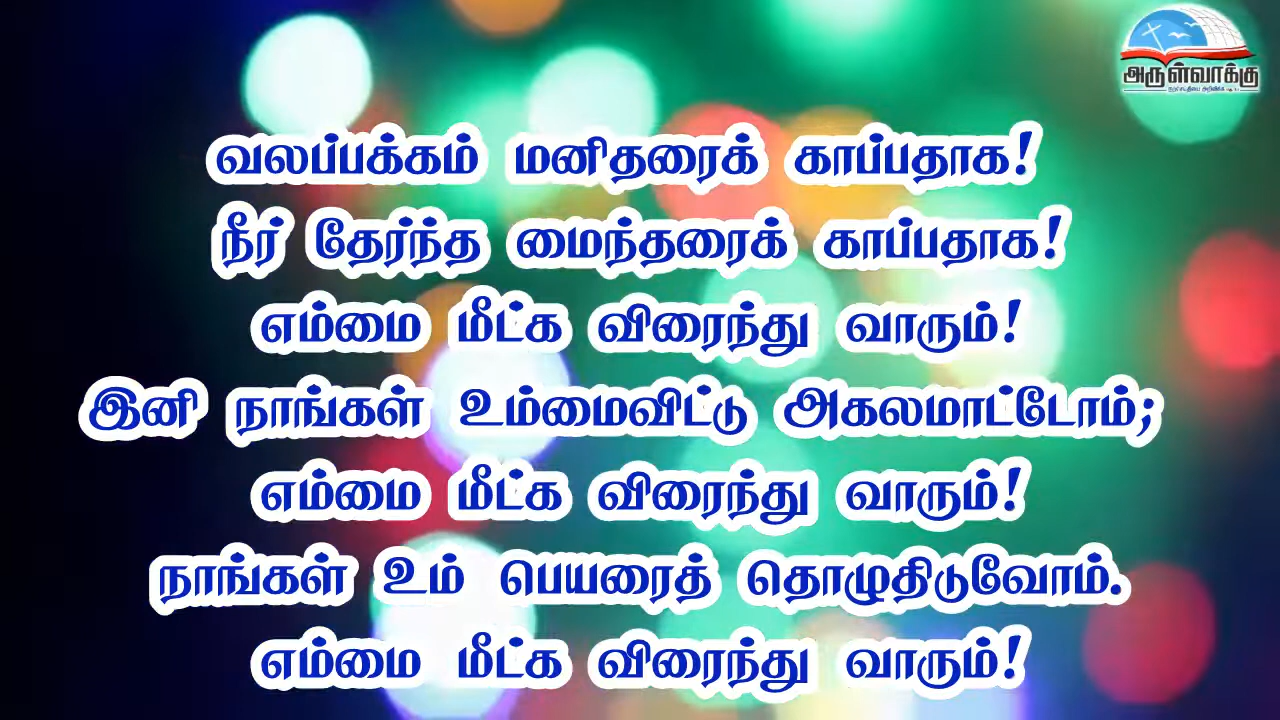 அருள்வாக்கு
வலப்பக்கம் மனிதரைக் காப்பதாக!
நீர் தேர்ந்த மைந்தரைக் காப்பதாக!
எம்மை மீட்க விரைந்து வாரும்!
இனி நாங்கள் உம்மைவிட்டு அகலமாட்டோம்;
எம்மை மீட்க விரைந்து வாரும்!
நாங்கள் உம் பெயரைத் தொழுதிடுவோம்.
எம்மை மீட்க விரைந்து வாரும்!